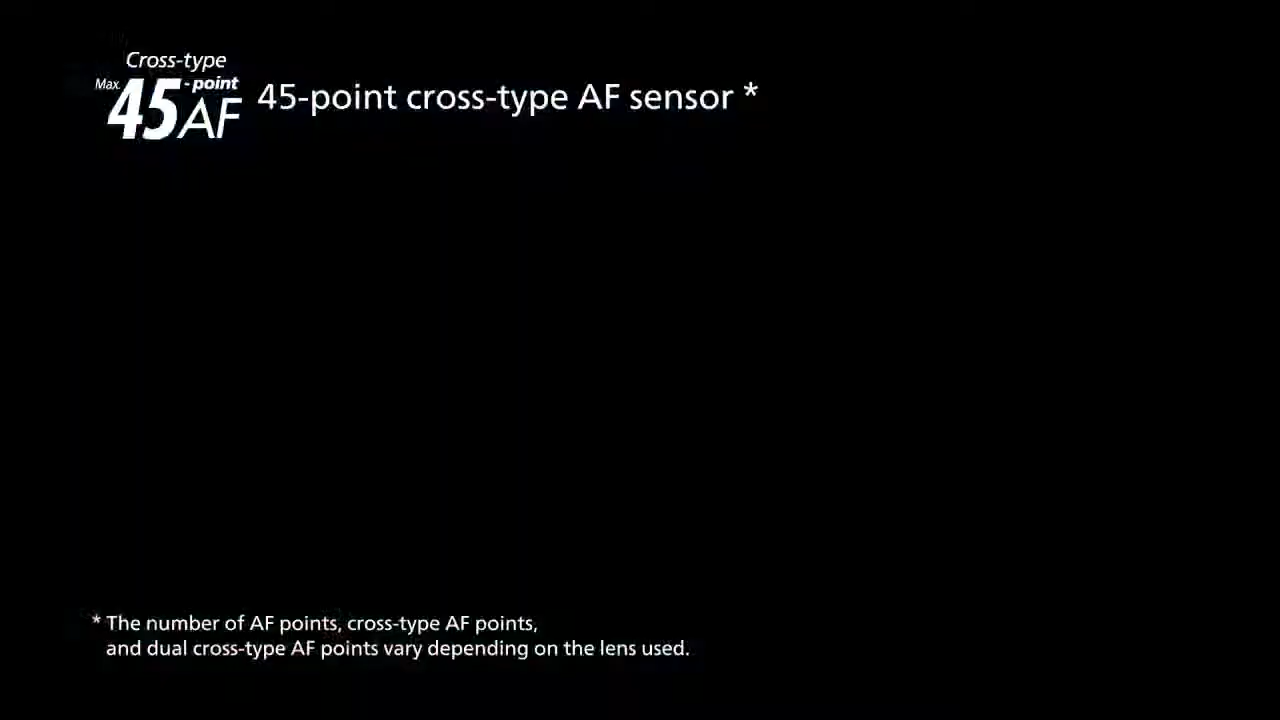 Cross-type
Max. 45-point AF
45-point cross-type AF sensor *
* The number of AF points, cross-type AF points,
and dual cross-type AF points vary depending on the lens used.